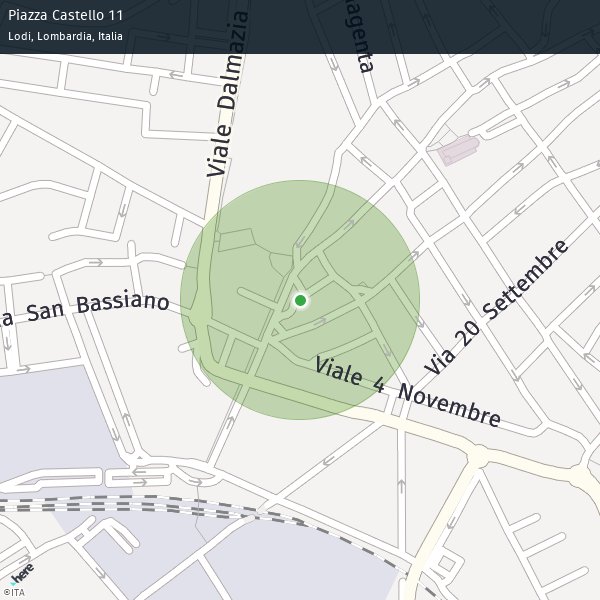 Piazza Castello 11
Lodi, Lombardia, Italia
agenta
Viale Dalmazia
a San Bassiano
Via 20 Settembre
Viale 4 Novembre
here
©ITA